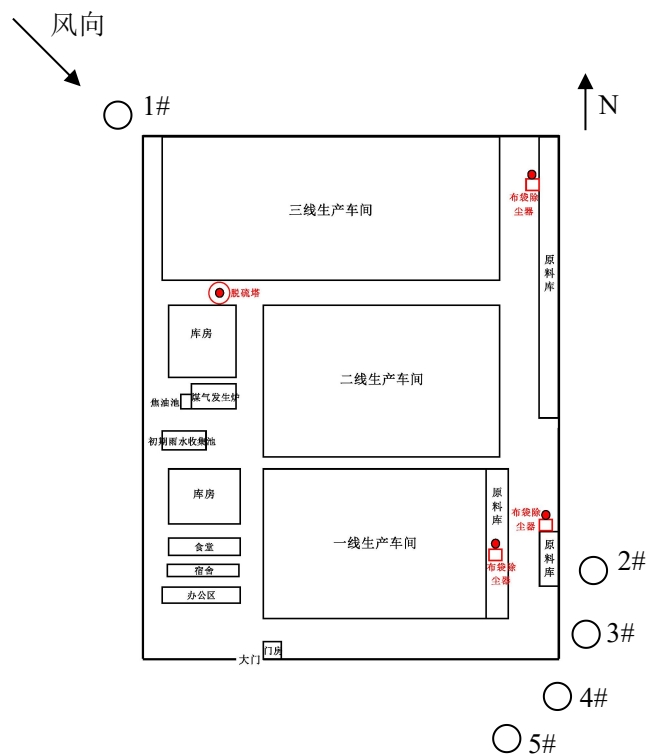 风向
1#
N
三线生产车间
布袋除
尘器
原
料
库
脱硫塔
库房
二线生产车间
焦油池
煤气发生炉
初期雨水收集池
库房
原
料
库
布袋除
尘器
一线生产车间
布袋除
尘器
原
料
库
食堂
宿舍
办公区
2#
3#
门房
大门
4#
5#